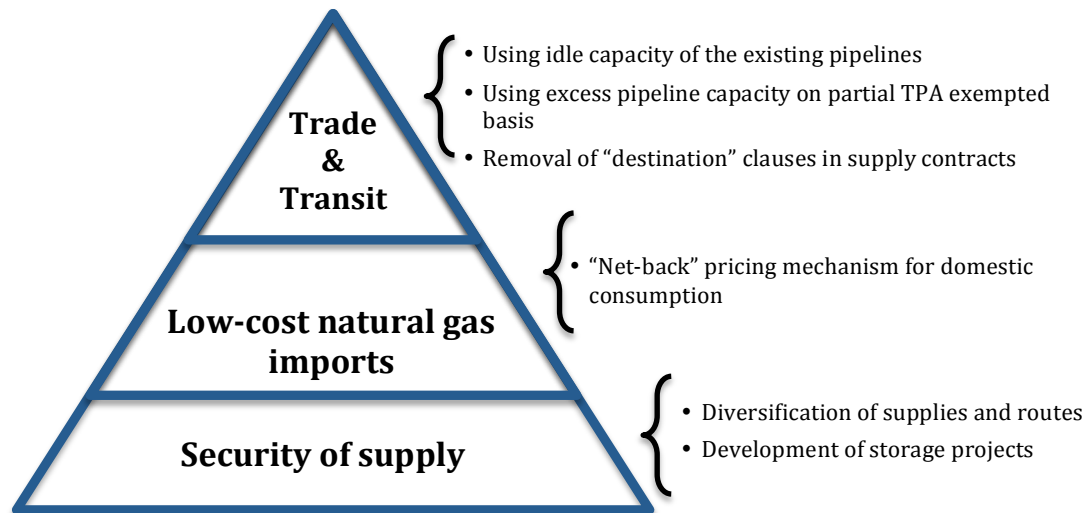 Trade
&
Transit
• Using idle capacity of the existing pipelines
• Using excess pipeline capacity on partial TPA exempted
basis
• Removal of “destination” clauses in supply contracts
Low-cost natural gas
imports
• “Net-back” pricing mechanism for domestic
consumption
Security of supply
• Diversification of supplies and routes
• Development of storage projects